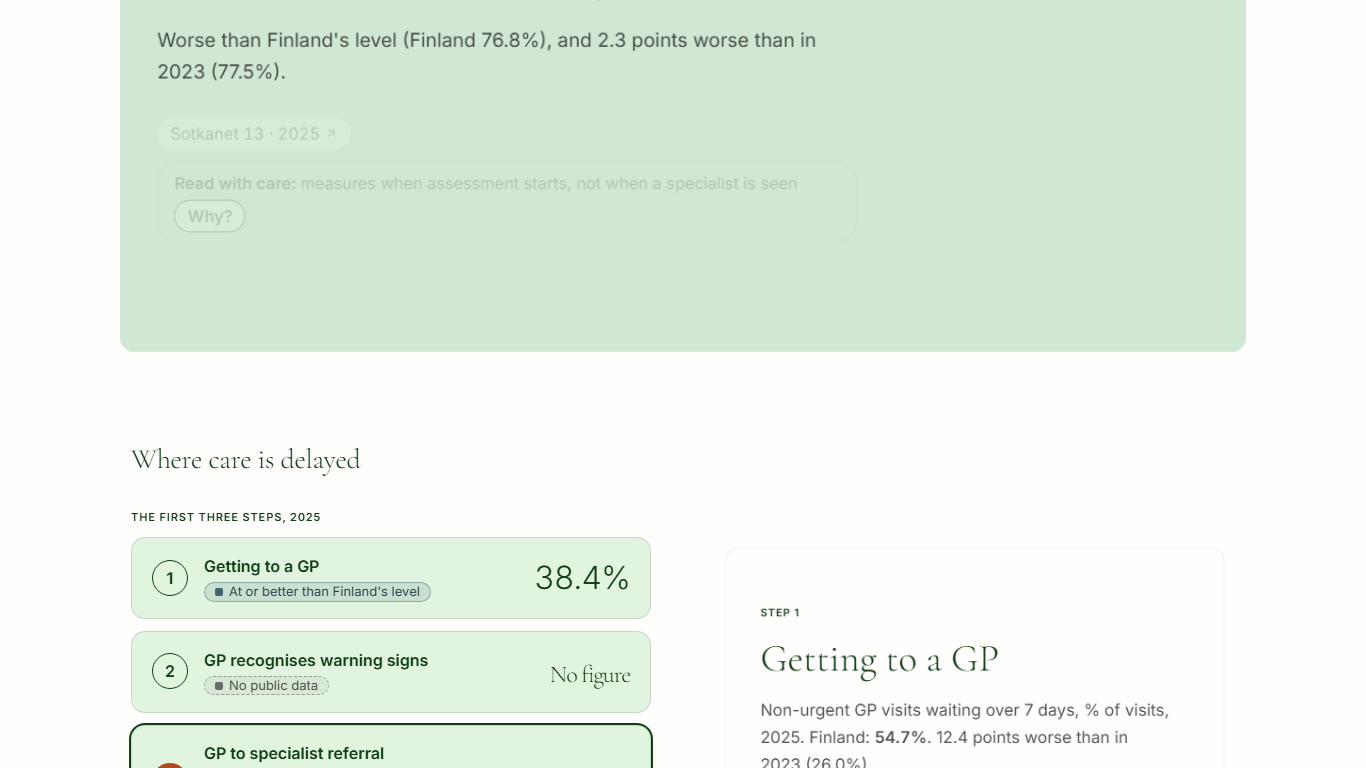 Worse than Finland's level (Finland 76.8%), and 2.3 points worse than in
2023 (77.5%).
Sotkanet 13 · 2025 ↗
Read with care: measures when assessment starts, not when a specialist is seen
Why?
Where care is delayed
THE FIRST THREE STEPS, 2025
1
Getting to a GP
At or better than Finland's level
38.4%
2
GP recognises warning signs
No public data
No figure
GP to specialist referral
STEP 1
Getting to a GP
Non-urgent GP visits waiting over 7 days, % of visits,
2025. Finland: 54.7%. 12.4 points worse than in
2023 (26.0%)